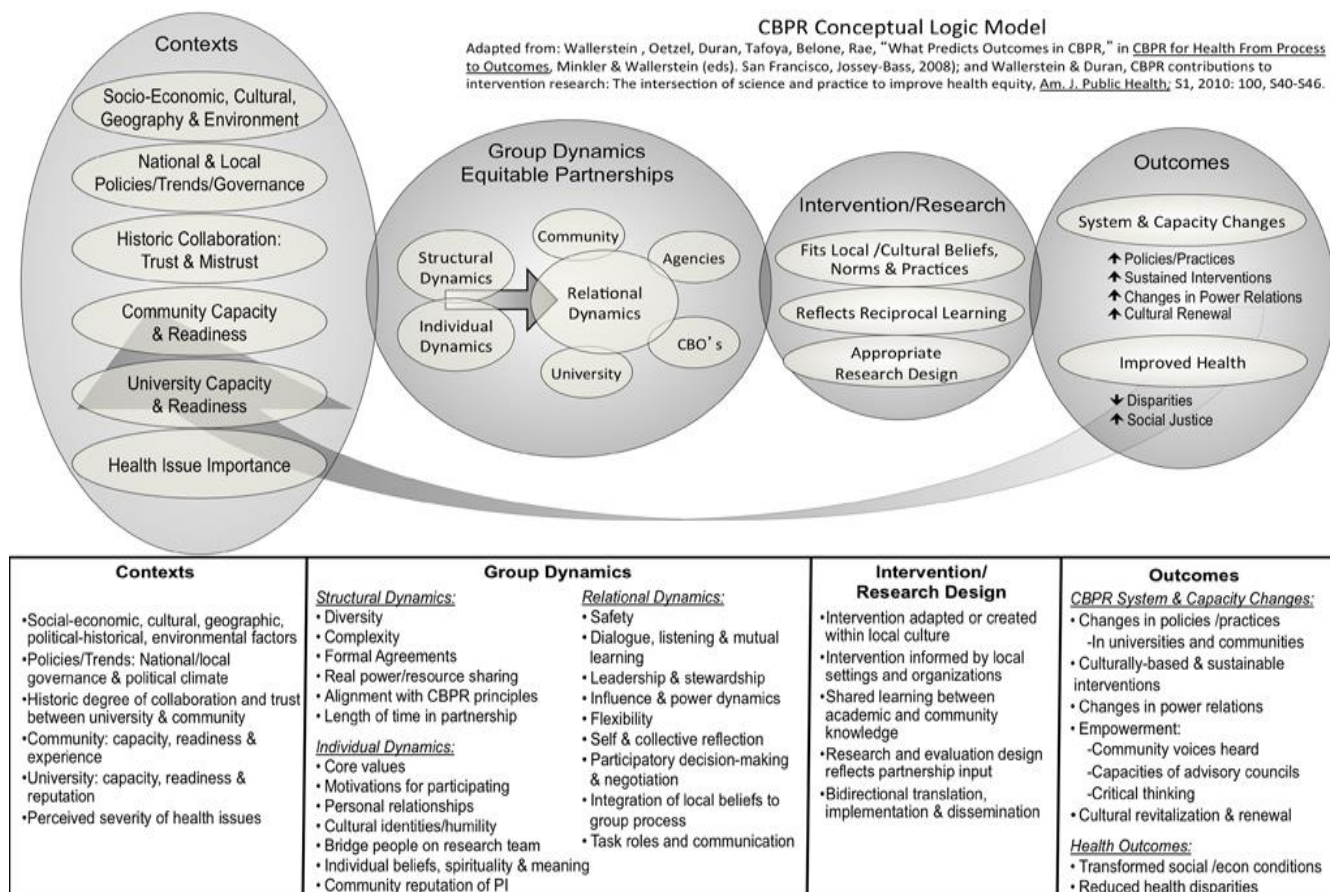 CBPR Conceptual Logic Model
Adapted from: Wallerstein , Oetzel, Duran, Tafoya, Belone, Rae, “What Predicts Outcomes in CBPR,” in CBPR for Health From Process
to Outcomes, Minkler & Wallerstein (eds). San Francisco, Jossey-Bass, 2008); and Wallerstein & Duran, CBPR contributions to
intervention research: The intersection of science and practice to improve health equity, Am. J. Public Health; S1, 2010: 100, S40-S46.
Contexts
Socio-Economic, Cultural,
Geography & Environment
National & Local
Policies/Trends/Governance
Historic Collaboration:
Trust & Mistrust
Community Capacity
& Readiness
University Capacity
& Readiness
Health Issue Importance
Group Dynamics
Equitable Partnerships
Structural
Dynamics
Individual
Dynamics
Community
Agencies
Relational
Dynamics
CBO's
University
Intervention/Research
Fits Local /Cultural Beliefs,
Norms & Practices
Reflects Reciprocal Learning
Appropriate
Research Design
Outcomes
System & Capacity Changes
Policies/Practices
Sustained Interventions
Changes in Power Relations
Cultural Renewal
Improved Health
Disparities
Social Justice
Contexts
•Social-economic, cultural, geographic,
political-historical, environmental factors
•Policies/Trends: National/local
governance & political climate
•Historic degree of collaboration and trust
between university & community
•Community: capacity, readiness &
experience
•University: capacity, readiness &
reputation
•Perceived severity of health issues
Group Dynamics
Structural Dynamics:
• Diversity
• Complexity
• Formal Agreements
• Real power/resource sharing
• Alignment with CBPR principles
• Length of time in partnership
Individual Dynamics:
• Core values
• Motivations for participating
• Personal relationships
• Cultural identities/humility
• Bridge people on research team
• Individual beliefs, spirituality & meaning
• Community reputation of PI
Relational Dynamics:
• Safety
• Dialogue, listening & mutual
learning
• Leadership & stewardship
• Influence & power dynamics
• Flexibility
• Self & collective reflection
• Participatory decision-making
& negotiation
• Integration of local beliefs to
group process
• Task roles and communication
Intervention/
Research Design
•Intervention adapted or created
within local culture
•Intervention informed by local
settings and organizations
•Shared learning between
academic and community
knowledge
•Research and evaluation design
reflects partnership input
•Bidirectional translation,
implementation & dissemination
Outcomes
CBPR System & Capacity Changes:
• Changes in policies /practices
-In universities and communities
• Culturally-based & sustainable
interventions
• Changes in power relations
• Empowerment:
-Community voices heard
-Capacities of advisory councils
-Critical thinking
• Cultural revitalization & renewal
Health Outcomes:
• Transformed social /econ conditions
• Reduced health disparities